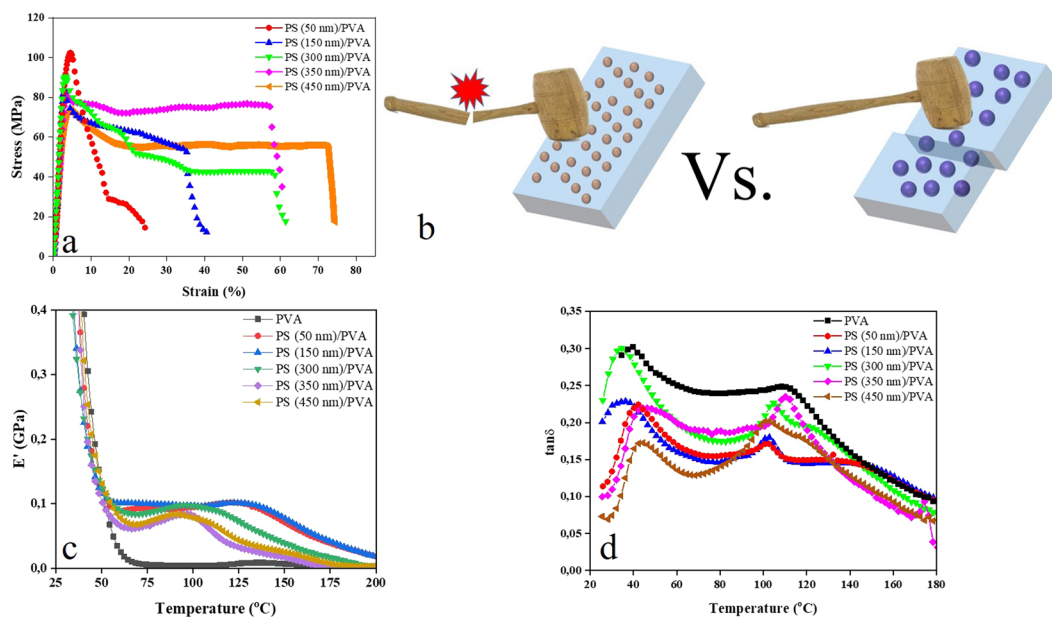 120
100
80
60
40
20
0
Stress (MPa)
PS (50 nm)/PVA
PS (150 nm)/PVA
PS (300 nm)/PVA
PS (350 nm)/PVA
PS (450 nm)/PVA
a
0 10 20 30 40 50 60 70 80
Strain (%)
b
Vs.
0,4
0,3
0,2
0,1
0,0
E' (GPa)
PVA
PS (50 nm)/PVA
PS (150 nm)/PVA
PS (300 nm)/PVA
PS (350 nm)/PVA
PS (450 nm)/PVA
c
25 50 75 100 125 150 175 200
Temperature (°C)
0,35
0,30
0,25
0,20
0,15
0,10
0,05
0,00
tanδ
PVA
PS (50 nm)/PVA
PS (150 nm)/PVA
PS (300 nm)/PVA
PS (350 nm)/PVA
PS (450 nm)/PVA
d
20 40 60 80 100 120 140 160 180
Temperature (°C)